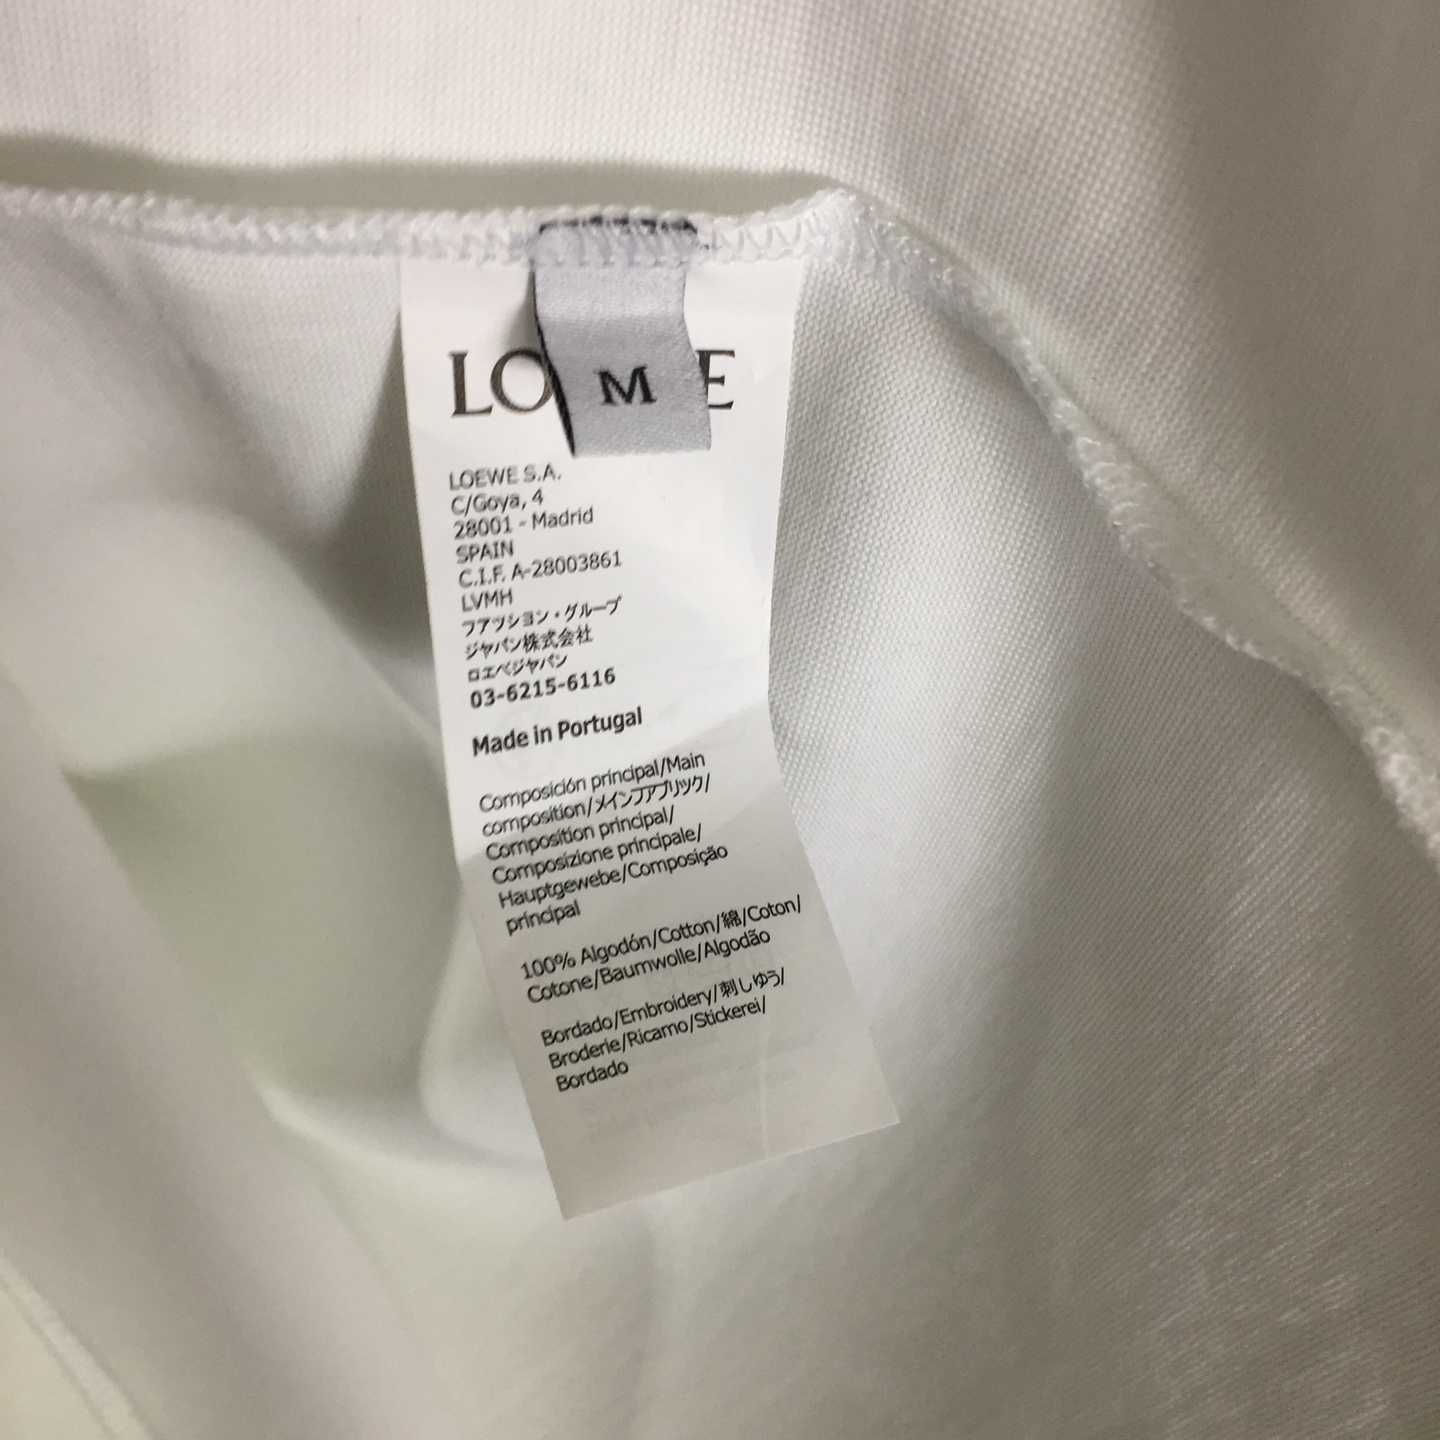 LO E
M
LOEWE S.A.
C/Goya, 4
28001 - Madrid
SPAIN
C.I.F. A-28003861
LVMH
ファッション・グループ
ジャパン株式会社
ロエベジャパン
03-6215-6116
Made in Portugal
Composición principal/Main
composition/メインファブリック/
Composition principal/
Composizione principale/
Hauptgewebe/Composição
principal
100% Algodón/Cotton/綿/Coton/
Cotone/Baumwolle/Algodão
Bordado/Embroidery/刺しゅう/
Broderie/Ricamo/Stickerei/
Bordado